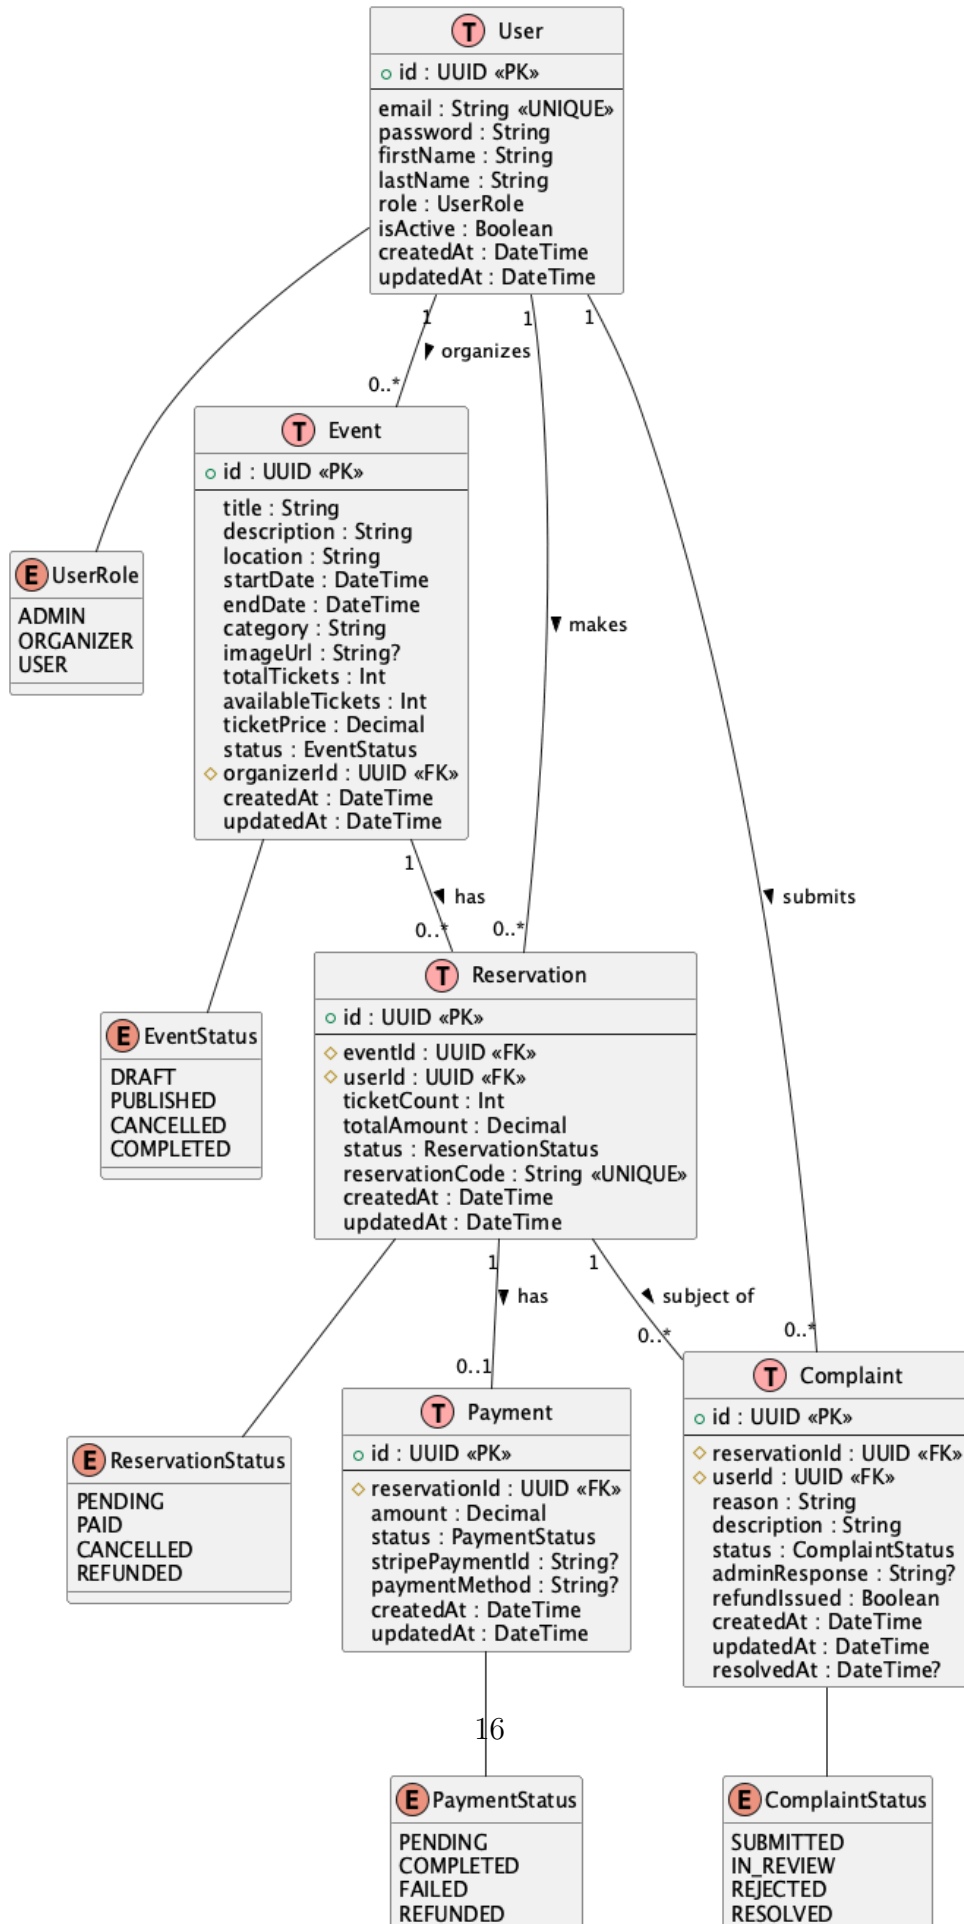 T User
id : UUID «PK»
email : String «UNIQUE»
password : String
firstName : String
lastName : String
role : UserRole
isActive : Boolean
createdAt : DateTime
updatedAt : DateTime
1
1
1
organizes
0..*
T Event
id : UUID «PK»
title : String
description : String
location : String
startDate : DateTime
endDate : DateTime
category : String
imageUrl : String?
totalTickets : Int
availableTickets : Int
ticketPrice : Decimal
status : EventStatus
organizerId : UUID «FK»
createdAt : DateTime
updatedAt : DateTime
E UserRole
ADMIN
ORGANIZER
USER
makes
1
has
submits
0..*
0..*
T Reservation
id : UUID «PK»
eventId : UUID «FK»
userId : UUID «FK»
ticketCount : Int
totalAmount : Decimal
status : ReservationStatus
reservationCode : String «UNIQUE»
createdAt : DateTime
updatedAt : DateTime
E EventStatus
DRAFT
PUBLISHED
CANCELLED
COMPLETED
1
1
has
subject of
0..1
0..*
0..*
E ReservationStatus
PENDING
PAID
CANCELLED
REFUNDED
T Payment
id : UUID «PK»
reservationId : UUID «FK»
amount : Decimal
status : PaymentStatus
stripePaymentId : String?
paymentMethod : String?
createdAt : DateTime
updatedAt : DateTime
T Complaint
id : UUID «PK»
reservationId : UUID «FK»
userId : UUID «FK»
reason : String
description : String
status : ComplaintStatus
adminResponse : String?
refundIssued : Boolean
createdAt : DateTime
updatedAt : DateTime
resolvedAt : DateTime?
16
E PaymentStatus
PENDING
COMPLETED
FAILED
REFUNDED
E ComplaintStatus
SUBMITTED
IN_REVIEW
REJECTED
RESOLVED